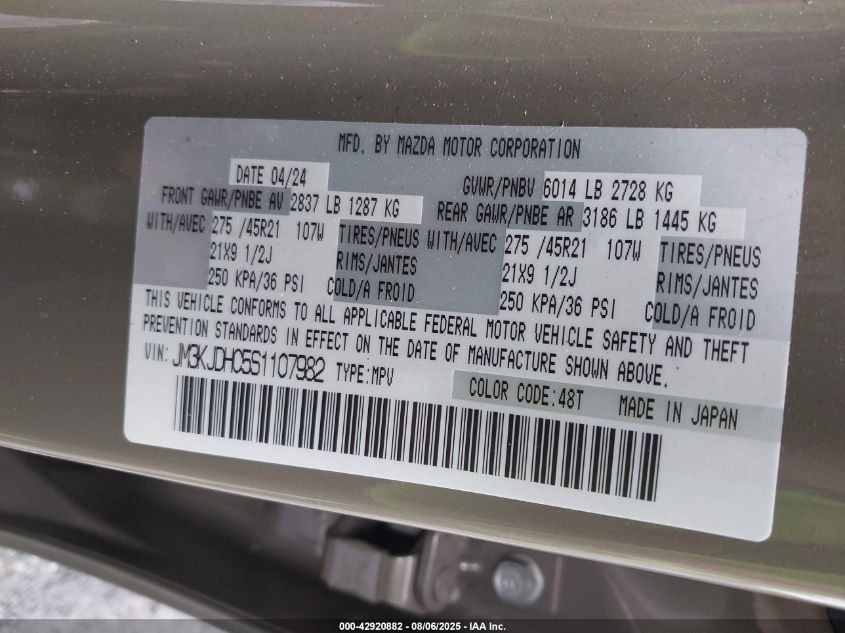 MFD. BY MAZDA MOTOR CORPORATION
DATE 04/24 GVWR/PNBV 6014 LB 2728 KG
FRONT GAWR/PNBE AV 2837 LB 1287 KG REAR GAWR/PNBE AR 3186 LB 1445 KG
WITH/AVEC 275 /45R21 107W TIRES/PNEUS WITH/AVEC 275 /45R21 107W TIRES/PNEUS
21X9 1/2J RIMS/JANTES 21X9 1/2J RIMS/JANTES
250 KPA/36 PSI COLD/A FROID 250 KPA/36 PSI COLD/A FROID
THIS VEHICLE CONFORMS TO ALL APPLICABLE FEDERAL MOTOR VEHICLE SAFETY AND THEFT
PREVENTION STANDARDS IN EFFECT ON THE DATE OF MANUFACTURE SHOWN ABOVE.
VIN: JM3KJDHC5S1107982 TYPE:MPV
COLOR CODE:48T MADE IN JAPAN
000-42920882 - 08/06/2025 - IAA Inc.